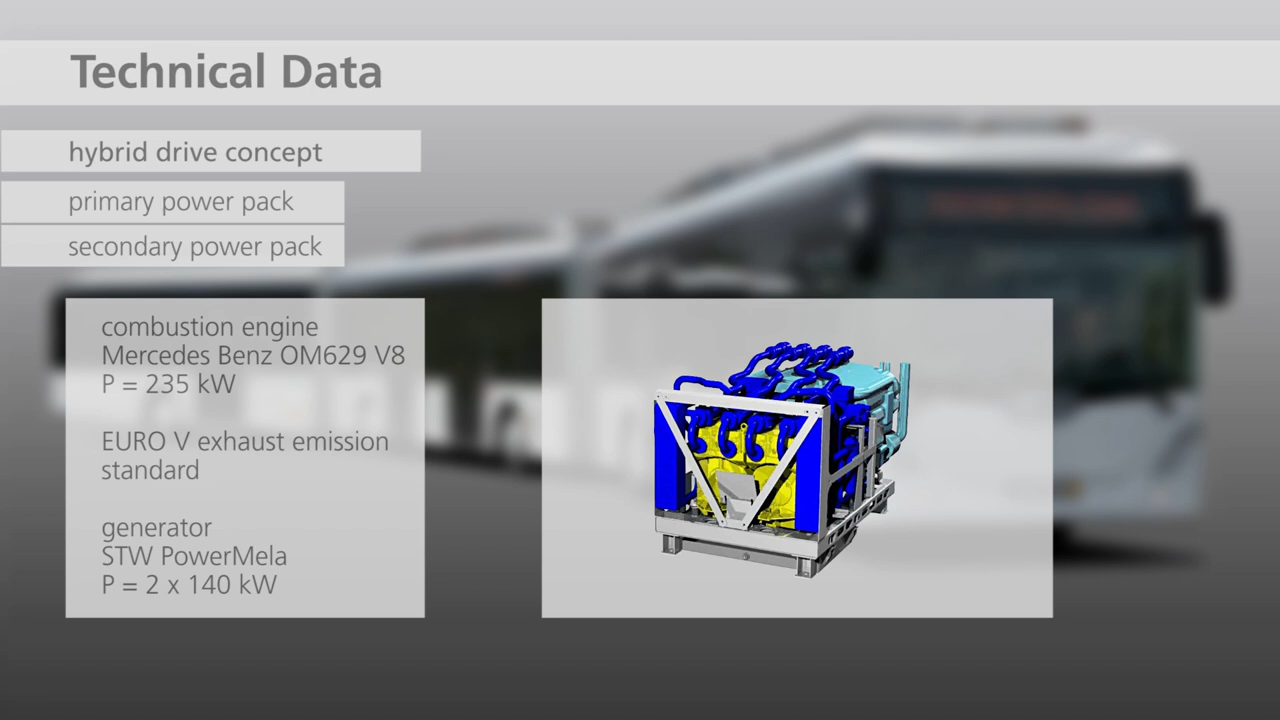 Technical Data
hybrid drive concept
primary power pack
secondary power pack
combustion engine
Mercedes Benz OM629 V8
P = 235 kW
EURO V exhaust emission
standard
generator
STW PowerMela
P = 2 x 140 kW